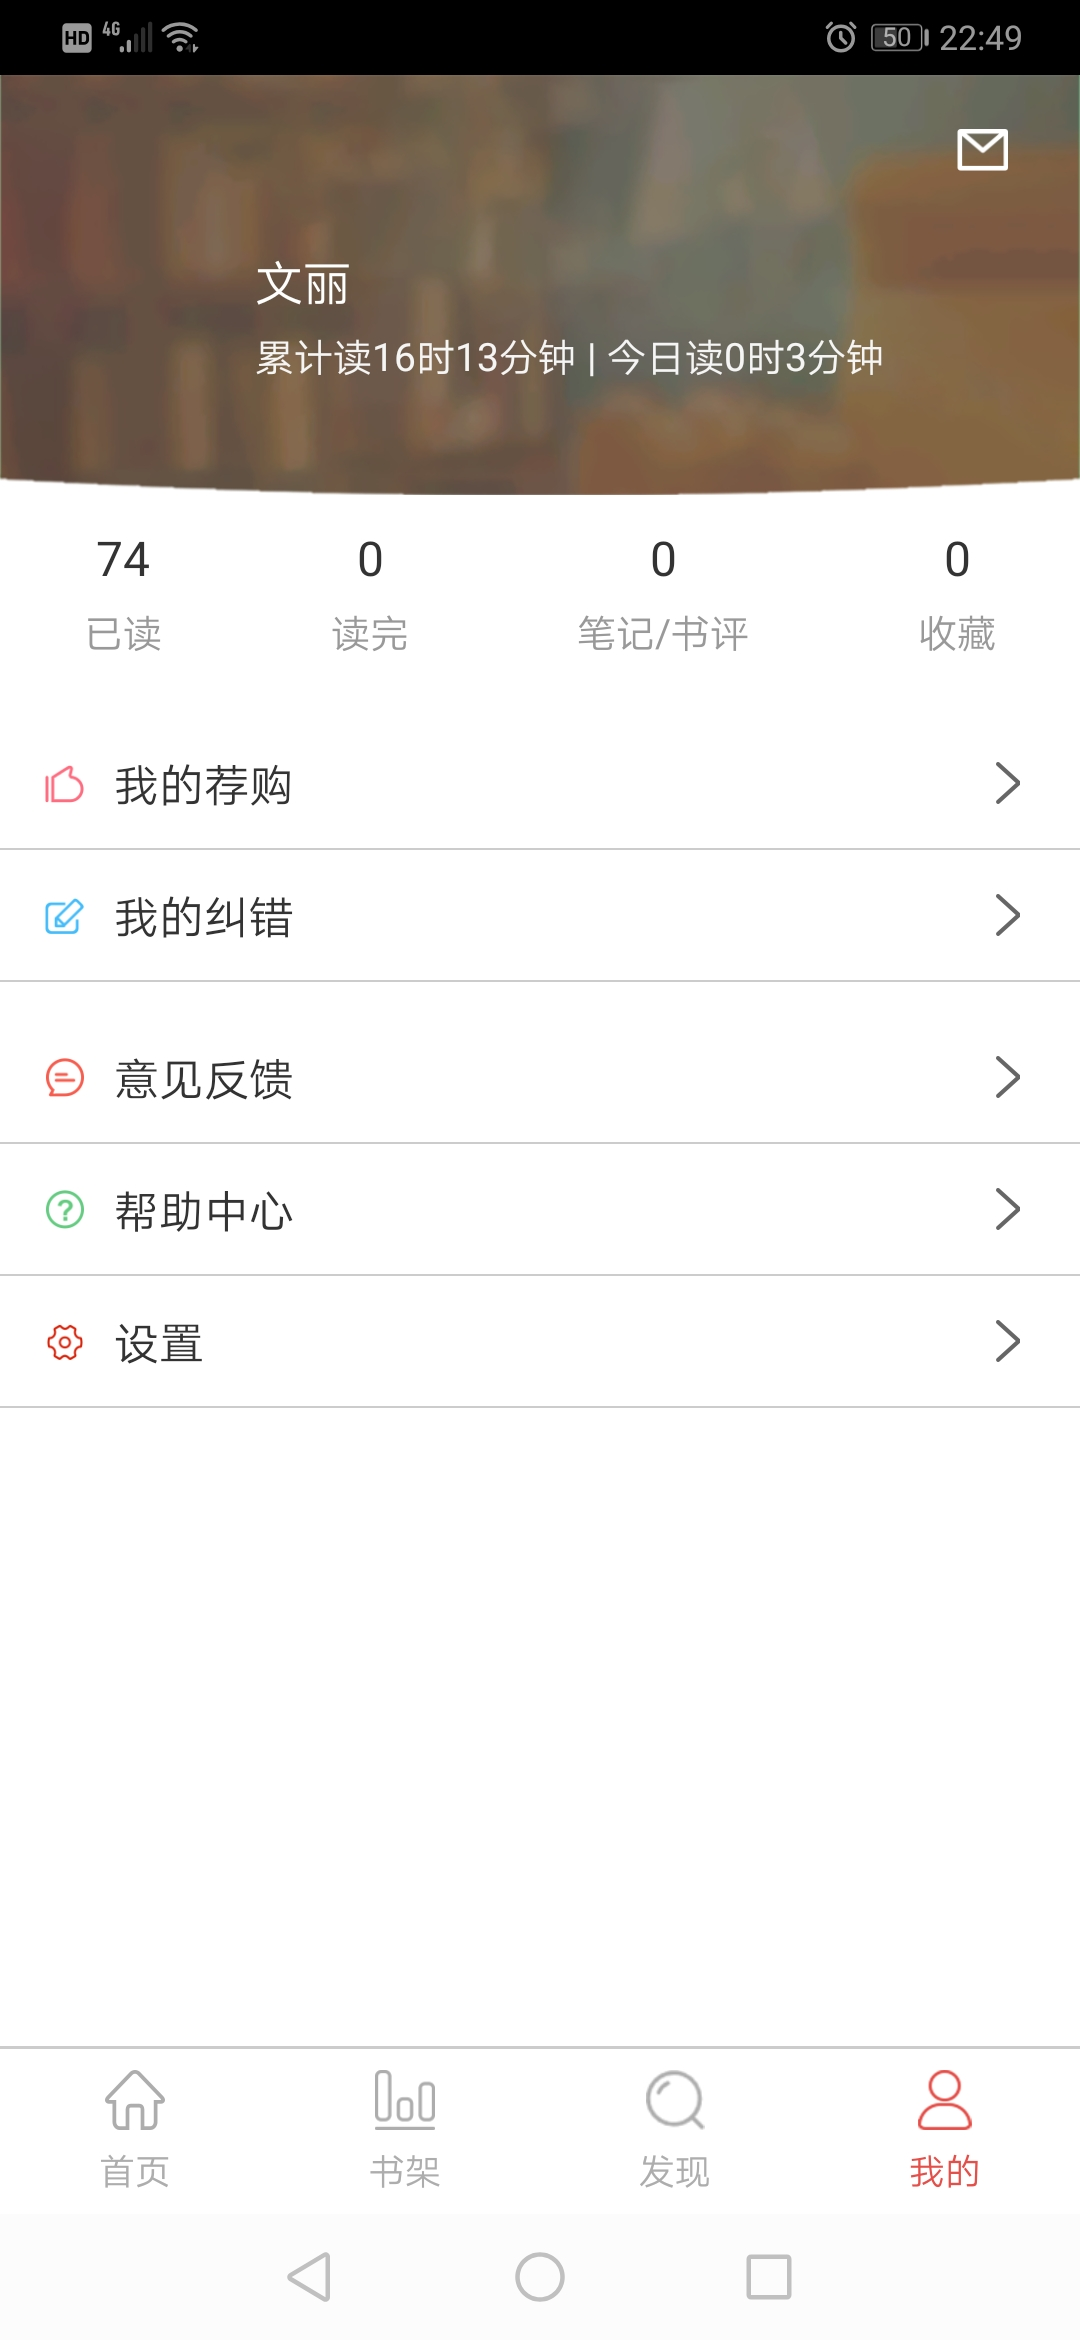 HD 4G 50 22:49
文丽
累计读16时13分钟 | 今日读0时3分钟
74 0 0 0
已读 读完 笔记/书评 收藏
我的荐购
我的纠错
意见反馈
帮助中心
设置
首页 书架 发现 我的